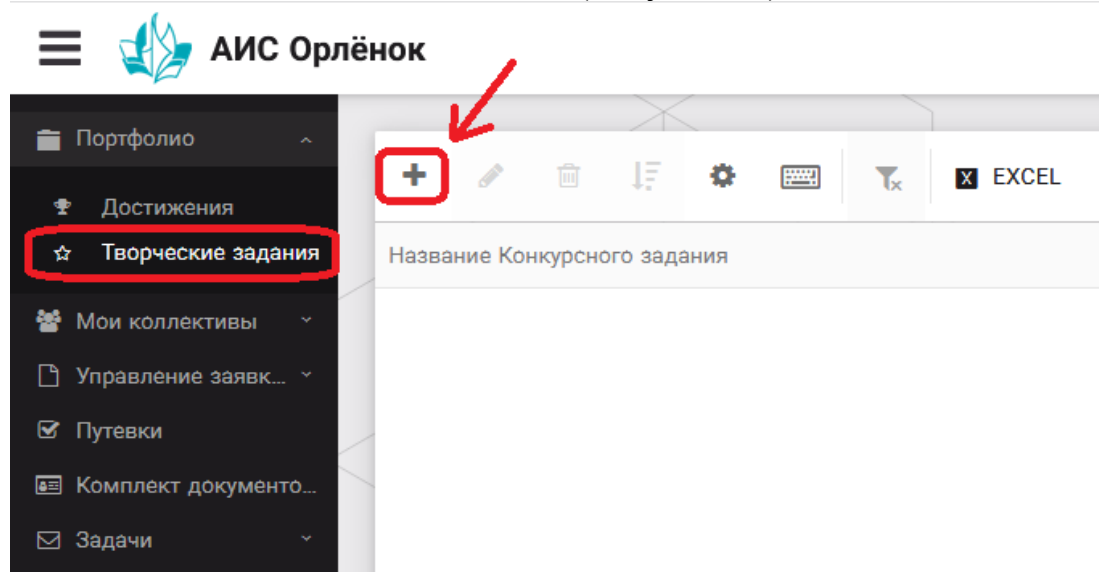 АИС Орлёнок
Портфолио
Достижения
Творческие задания
Мои коллективы
Управление заявк...
Путевки
Комплект документо...
Задачи
EXCEL
Название Конкурсного задания